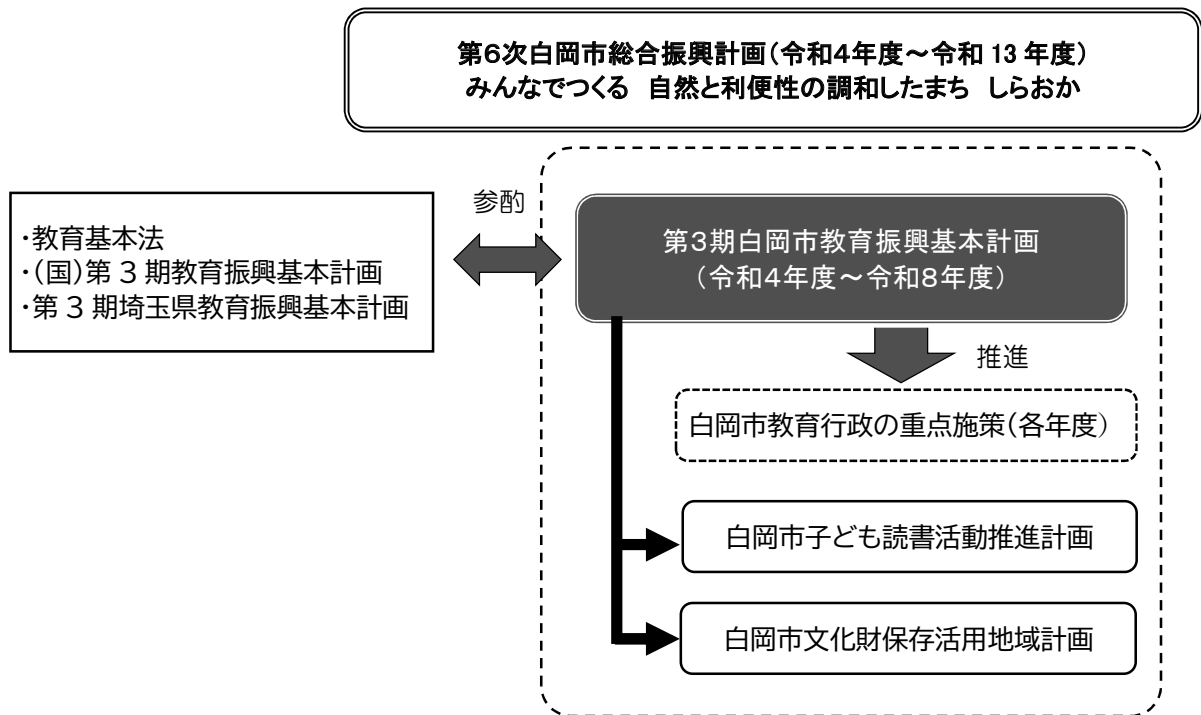 第6次白岡市総合振興計画（令和4年度～令和 13 年度）
みんなでつくる　自然と利便性の調和したまち　しらおか
参酌
・教育基本法
・（国）第３期教育振興基本計画
・第３期埼玉県教育振興基本計画
第3期白岡市教育振興基本計画
（令和4年度～令和8年度）
推進
白岡市教育行政の重点施策（各年度）
白岡市子ども読書活動推進計画
白岡市文化財保存活用地域計画